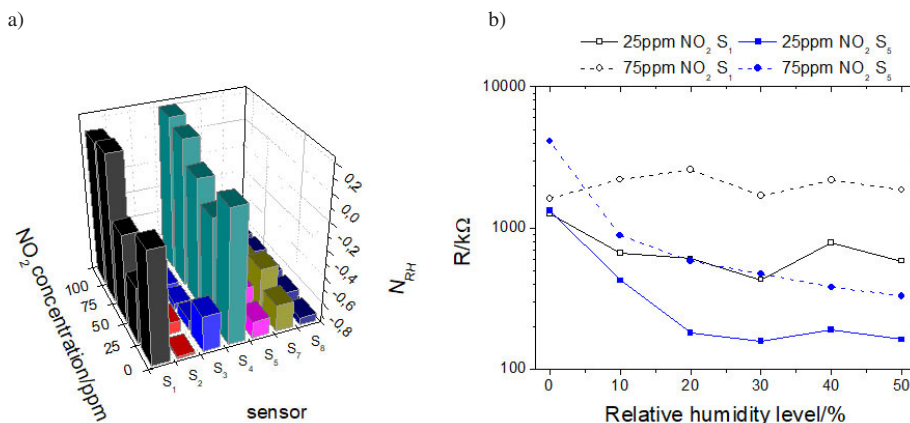 a)
0,2
0,0
-0,2
-0,4
-0,6
-0,8
N_RH
100
75
50
25
0
NO₂ concentration/ppm
S₁
S₂
S₃
S₄
S₅
S₇
S₈
sensor
b)
25ppm NO₂ S₁ 25ppm NO₂ S₅
75ppm NO₂ S₁ 75ppm NO₂ S₅
10000
1000
100
R/kΩ
0 10 20 30 40 50
Relative humidity level/%